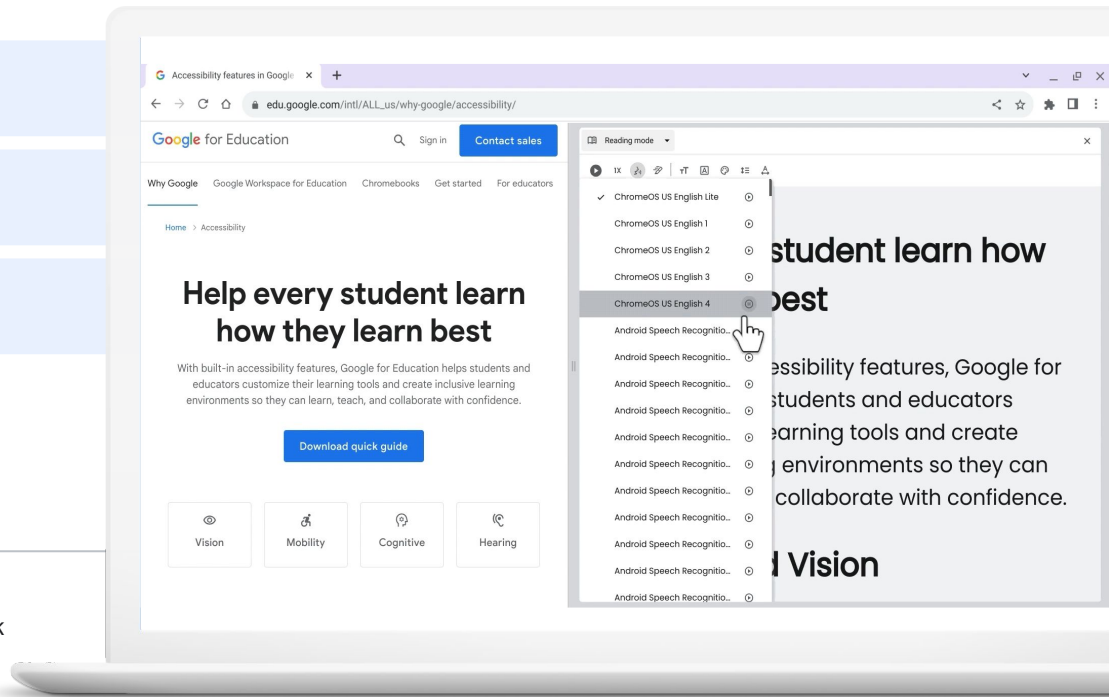 Accessibility features in Google
edu.google.com/intl/ALL_us/why-google/accessibility/
Google for Education
Sign in
Contact sales
Why Google
Google Workspace for Education
Chromebooks
Get started
For educators
Home > Accessibility
Help every student learn
how they learn best
With built-in accessibility features, Google for Education helps students and
educators customize their learning tools and create inclusive learning
environments so they can learn, teach, and collaborate with confidence.
Download quick guide
Vision
Mobility
Cognitive
Hearing
Reading mode
1X
ChromeOS US English Lite
ChromeOS US English 1
ChromeOS US English 2
ChromeOS US English 3
ChromeOS US English 4
Android Speech Recognitio...
Android Speech Recognitio...
Android Speech Recognitio...
Android Speech Recognitio...
Android Speech Recognitio...
Android Speech Recognitio...
Android Speech Recognitio...
Android Speech Recognitio...
Android Speech Recognitio...
Android Speech Recognitio...
Android Speech Recognitio...
student learn how
best
essibility features, Google for
students and educators
earning tools and create
environments so they can
collaborate with confidence.
Vision